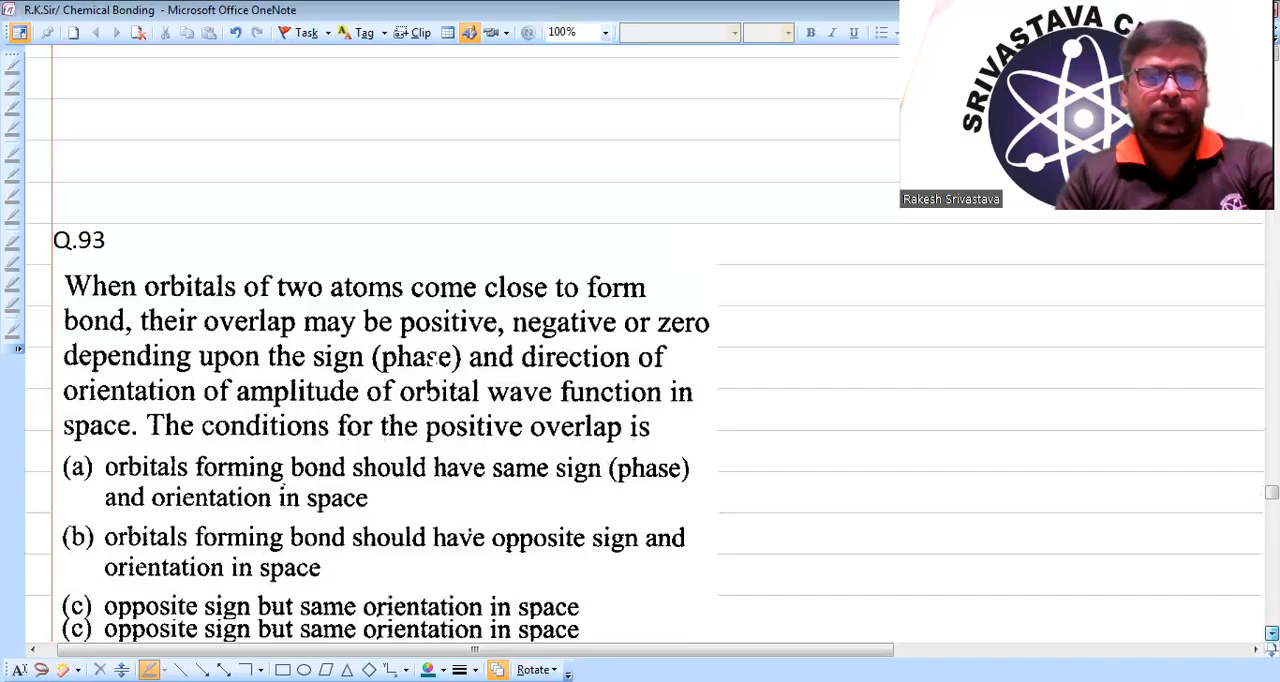 R.K.Sir/ Chemical Bonding - Microsoft Office OneNote
Task
Tag
Clip
100%
B I U
SRIVASTAVA C
Rakesh Srivastava
Q.93
When orbitals of two atoms come close to form
bond, their overlap may be positive, negative or zero
depending upon the sign (phase) and direction of
orientation of amplitude of orbital wave function in
space. The conditions for the positive overlap is
(a) orbitals forming bond should have same sign (phase)
and orientation in space
(b) orbitals forming bond should have opposite sign and
orientation in space
(c) opposite sign but same orientation in space
(c) opposite sign but same orientation in space
Rotate